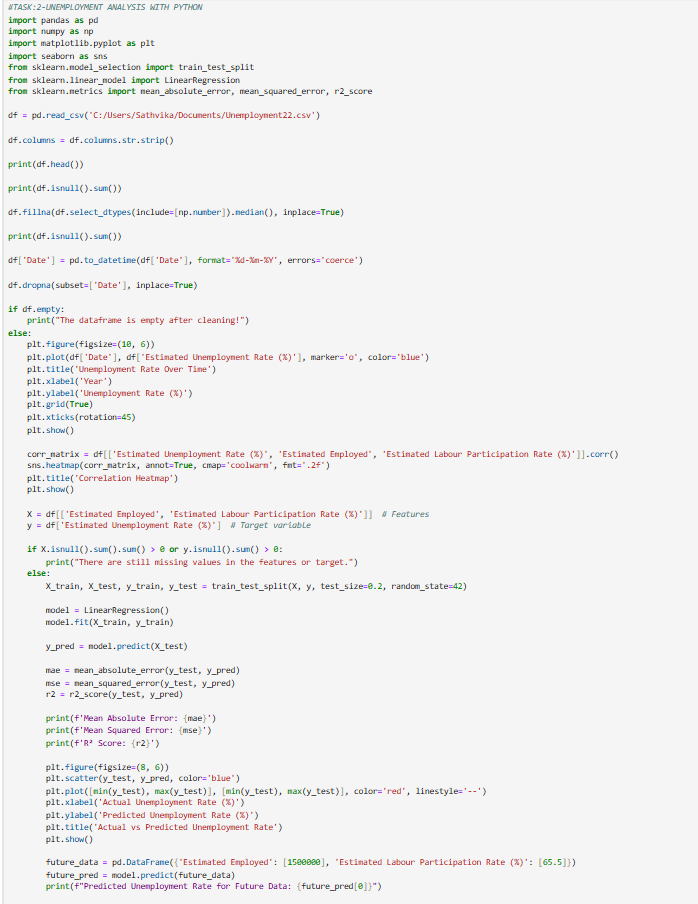 #TASK:2-UNEMPLOYMENT ANALYSIS WITH PYTHON
import pandas as pd
import numpy as np
import matplotlib.pyplot as plt
import seaborn as sns
from sklearn.model_selection import train_test_split
from sklearn.linear_model import LinearRegression
from sklearn.metrics import mean_absolute_error, mean_squared_error, r2_score
df = pd.read_csv('C:/Users/Sathvika/Documents/Unemployment22.csv')
df.columns = df.columns.str.strip()
print(df.head())
print(df.isnull().sum())
df.fillna(df.select_dtypes(include=[np.number]).median(), inplace=True)
print(df.isnull().sum())
df['Date'] = pd.to_datetime(df['Date'], format='%d-%m-%Y', errors='coerce')
df.dropna(subset=['Date'], inplace=True)
if df.empty:
    print("The dataframe is empty after cleaning!")
else:
    plt.figure(figsize=(10, 6))
    plt.plot(df['Date'], df['Estimated Unemployment Rate (%)'], marker='o', color='blue')
    plt.title('Unemployment Rate Over Time')
    plt.xlabel('Year')
    plt.ylabel('Unemployment Rate (%)')
    plt.grid(True)
    plt.xticks(rotation=45)
    plt.show()
    corr_matrix = df[['Estimated Unemployment Rate (%)', 'Estimated Employed', 'Estimated Labour Participation Rate (%)']].corr()
    sns.heatmap(corr_matrix, annot=True, cmap='coolwarm', fmt='.2f')
    plt.title('Correlation Heatmap')
    plt.show()
    X = df[['Estimated Employed', 'Estimated Labour Participation Rate (%)']]  # Features
    y = df['Estimated Unemployment Rate (%)']  # Target variable
    if X.isnull().sum().sum() > 0 or y.isnull().sum() > 0:
        print("There are still missing values in the features or target.")
    else:
        X_train, X_test, y_train, y_test = train_test_split(X, y, test_size=0.2, random_state=42)
        model = LinearRegression()
        model.fit(X_train, y_train)
        y_pred = model.predict(X_test)
        mae = mean_absolute_error(y_test, y_pred)
        mse = mean_squared_error(y_test, y_pred)
        r2 = r2_score(y_test, y_pred)
        print(f'Mean Absolute Error: {mae}')
        print(f'Mean Squared Error: {mse}')
        print(f'R² Score: {r2}')
        plt.figure(figsize=(8, 6))
        plt.scatter(y_test, y_pred, color='blue')
        plt.plot([min(y_test), max(y_test)], [min(y_test), max(y_test)], color='red', linestyle='--')
        plt.xlabel('Actual Unemployment Rate (%)')
        plt.ylabel('Predicted Unemployment Rate (%)')
        plt.title('Actual vs Predicted Unemployment Rate')
        plt.show()
        future_data = pd.DataFrame({'Estimated Employed': [1500000], 'Estimated Labour Participation Rate (%)': [65.5]})
        future_pred = model.predict(future_data)
        print(f"Predicted Unemployment Rate for Future Data: {future_pred[0]}")